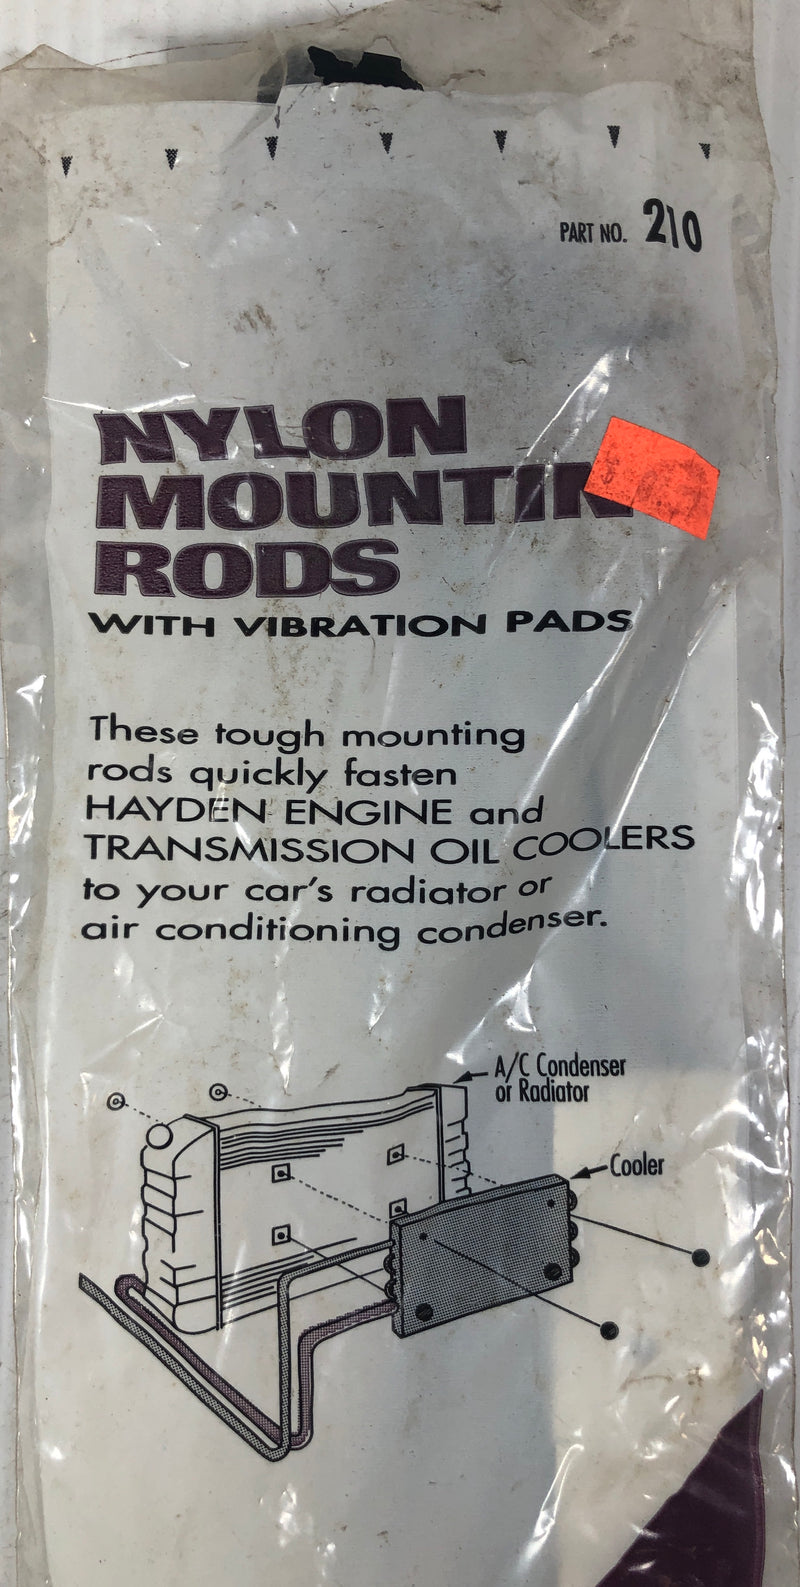 PART NO. 210
NYLON
MOUNTIN
RODS
WITH VIBRATION PADS
These tough mounting
rods quickly fasten
HAYDEN ENGINE and
TRANSMISSION OIL COOLERS
to your car's radiator or
air conditioning condenser.
A/C Condenser
or Radiator
Cooler